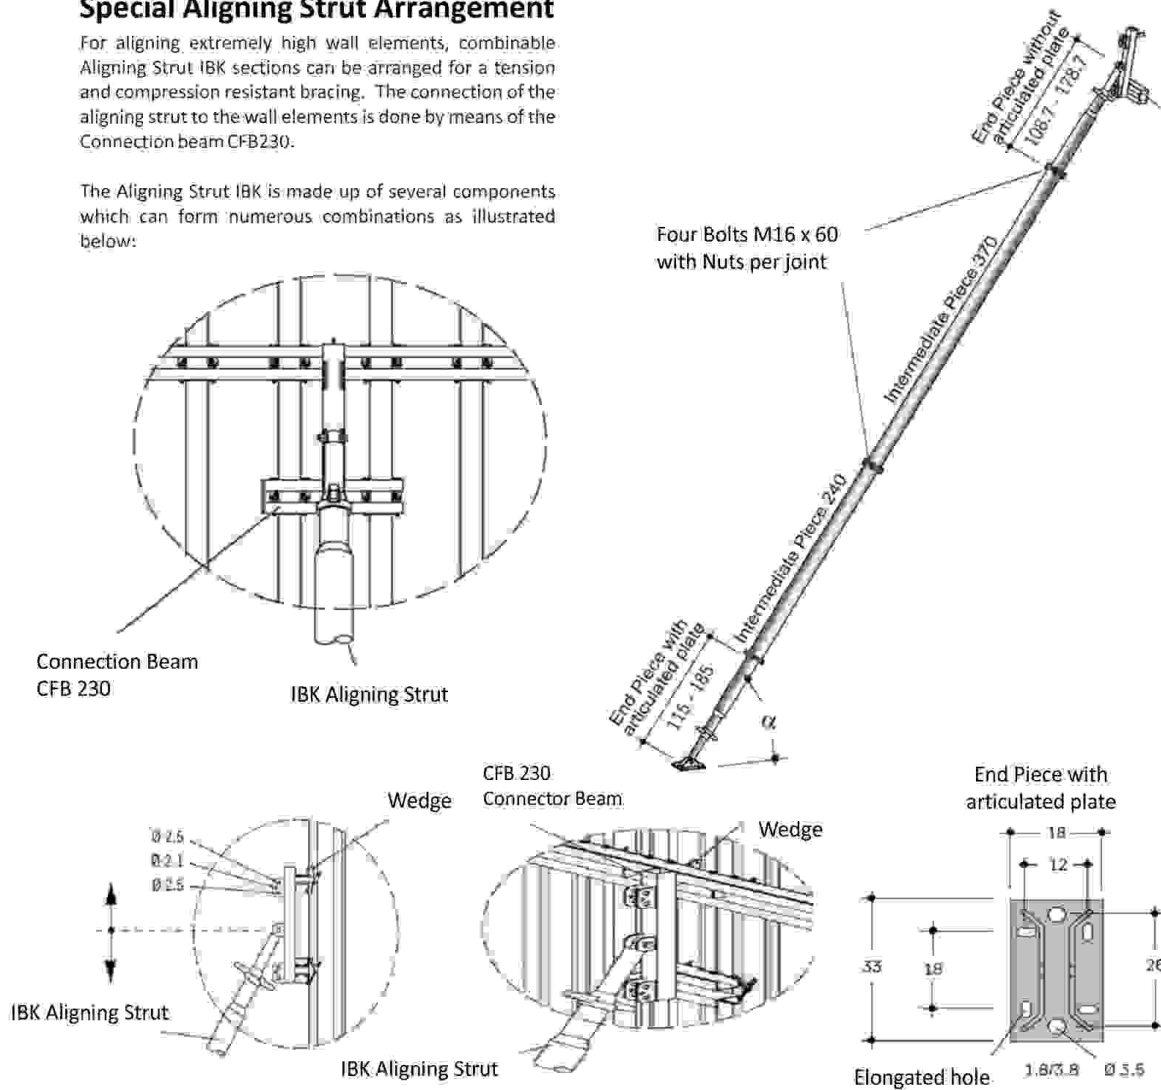 Special Aligning Strut Arrangement
For aligning extremely high wall elements, combinable
Aligning Strut IBK sections can be arranged for a tension
and compression resistant bracing. The connection of the
aligning strut to the wall elements is done by means of the
Connection beam CFB230.
The Aligning Strut IBK is made up of several components
which can form numerous combinations as illustrated
below:
End Piece without
articulated plate
108.7 - 178.7
Four Bolts M16 x 60
with Nuts per joint
Intermediate Piece 370
Intermediate Piece 240
End Piece with
articulated plate
115 - 185
α
Connection Beam
CFB 230
IBK Aligning Strut
Wedge
Ø 2.5
Ø 2.1
Ø 2.5
IBK Aligning Strut
CFB 230
Connector Beam
Wedge
IBK Aligning Strut
End Piece with
articulated plate
18
12
33
18
26
Elongated hole
1.8/3.8
Ø 3.5